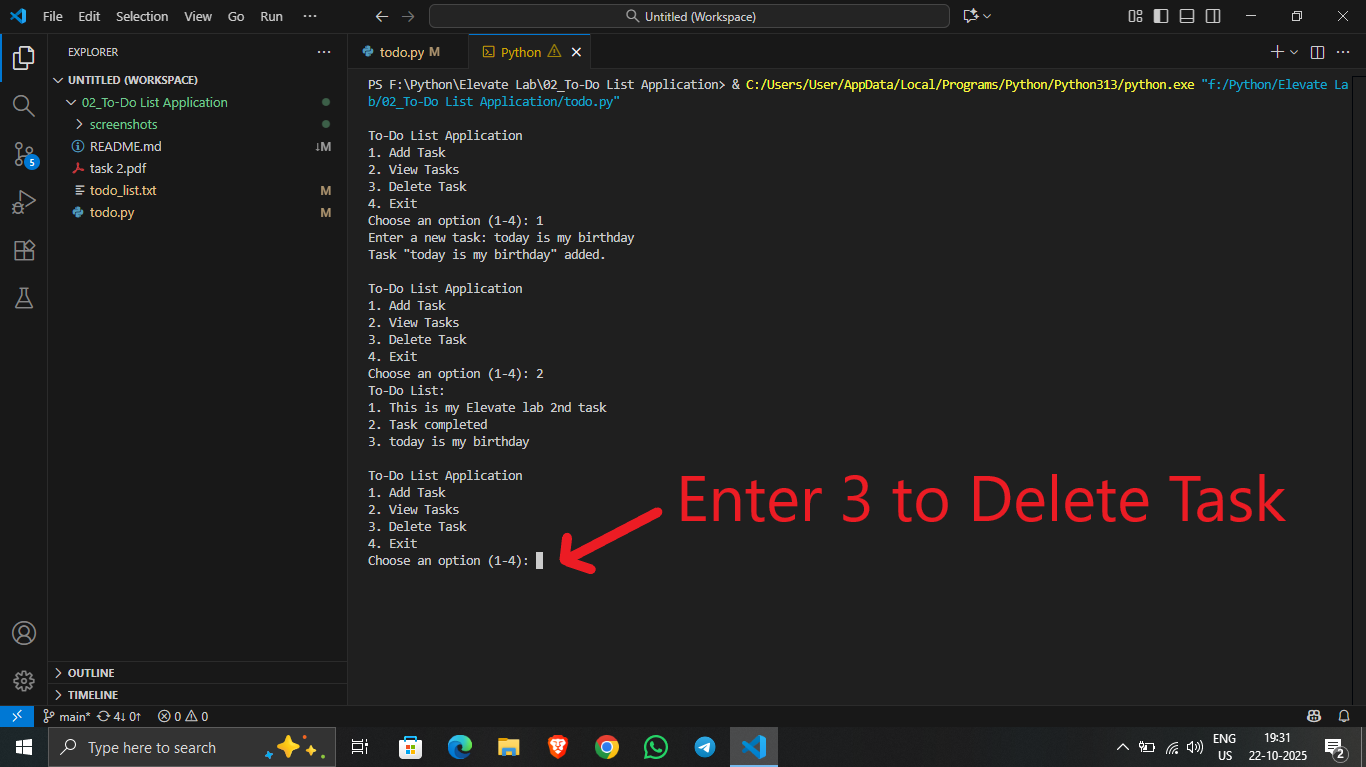 File Edit Selection View Go Run ···
Untitled (Workspace)
EXPLORER ···
todo.py M
Python
UNTITLED (WORKSPACE)
02_To-Do List Application
screenshots
README.md ↓M
task 2.pdf
todo_list.txt M
todo.py M
5
PS F:\Python\Elevate Lab\02_To-Do List Application> & C:/Users/User/AppData/Local/Programs/Python/Python313/python.exe "f:/Python/Elevate La
b/02_To-Do List Application/todo.py"
To-Do List Application
1. Add Task
2. View Tasks
3. Delete Task
4. Exit
Choose an option (1-4): 1
Enter a new task: today is my birthday
Task "today is my birthday" added.
To-Do List Application
1. Add Task
2. View Tasks
3. Delete Task
4. Exit
Choose an option (1-4): 2
To-Do List:
1. This is my Elevate lab 2nd task
2. Task completed
3. today is my birthday
To-Do List Application
1. Add Task
2. View Tasks
3. Delete Task
4. Exit
Choose an option (1-4):
Enter 3 to Delete Task
OUTLINE
TIMELINE
main* 4↓ 0↑ 0 0
Type here to search
ENG
US
19:31
22-10-2025
2